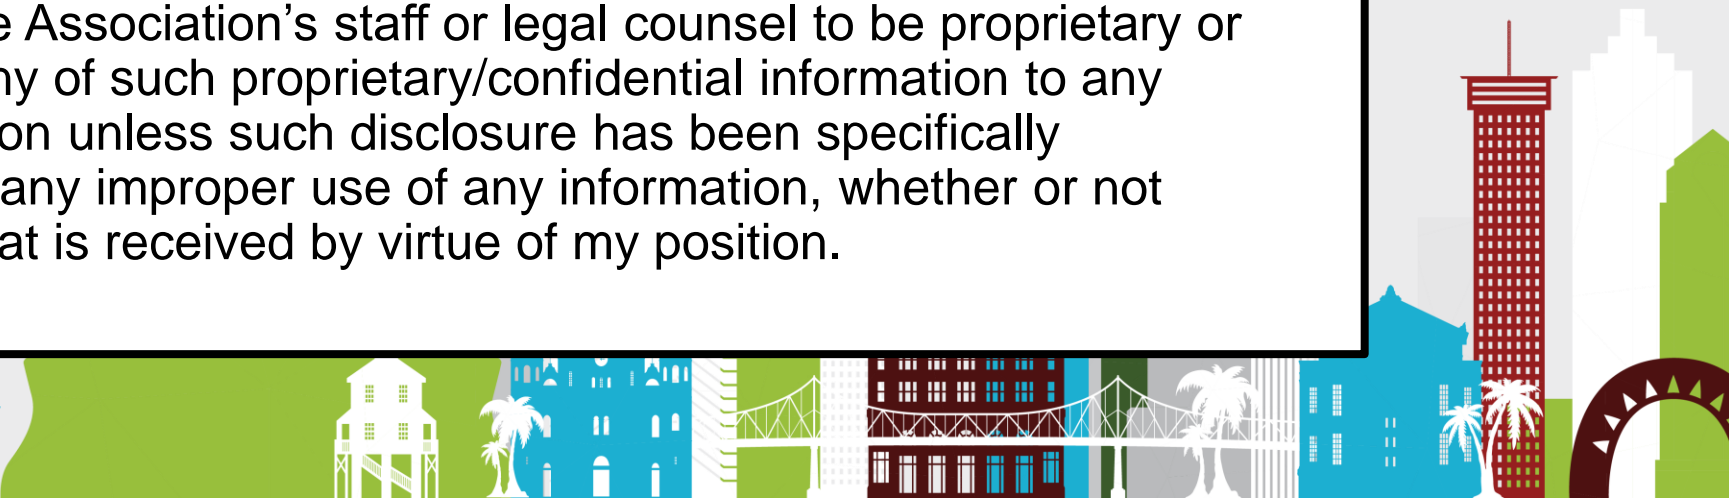 Association’s staff or legal counsel to be proprietary or
of such proprietary/confidential information to any
unless such disclosure has been specifically
any improper use of any information, whether or not
is received by virtue of my position.